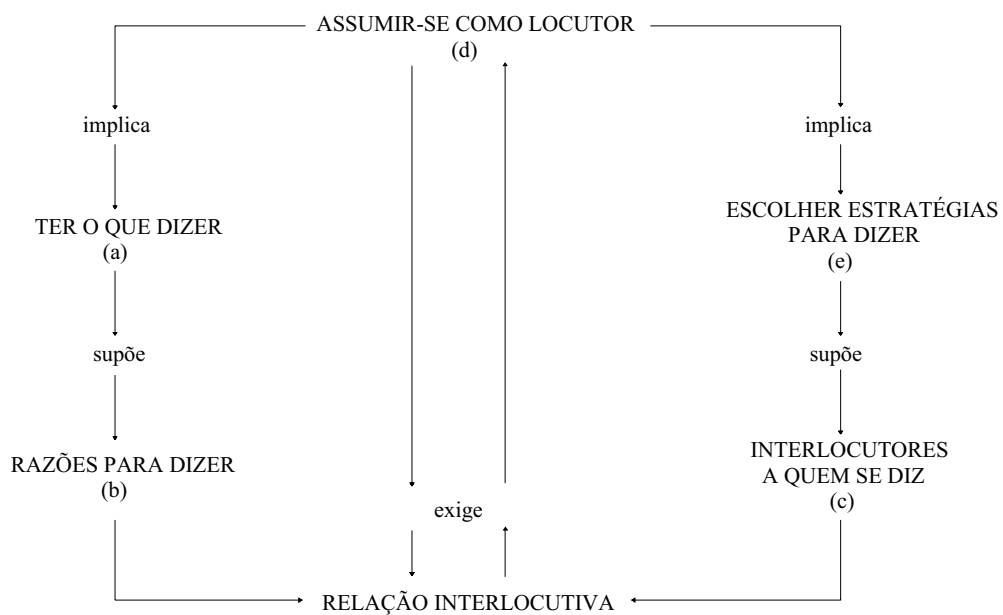 ASSUMIR-SE COMO LOCUTOR
(d)
implica
implica
TER O QUE DIZER
(a)
ESCOLHER ESTRATÉGIAS
PARA DIZER
(e)
supõe
supõe
RAZÕES PARA DIZER
(b)
INTERLOCUTORES
A QUEM SE DIZ
(c)
exige
RELAÇÃO INTERLOCUTIVA